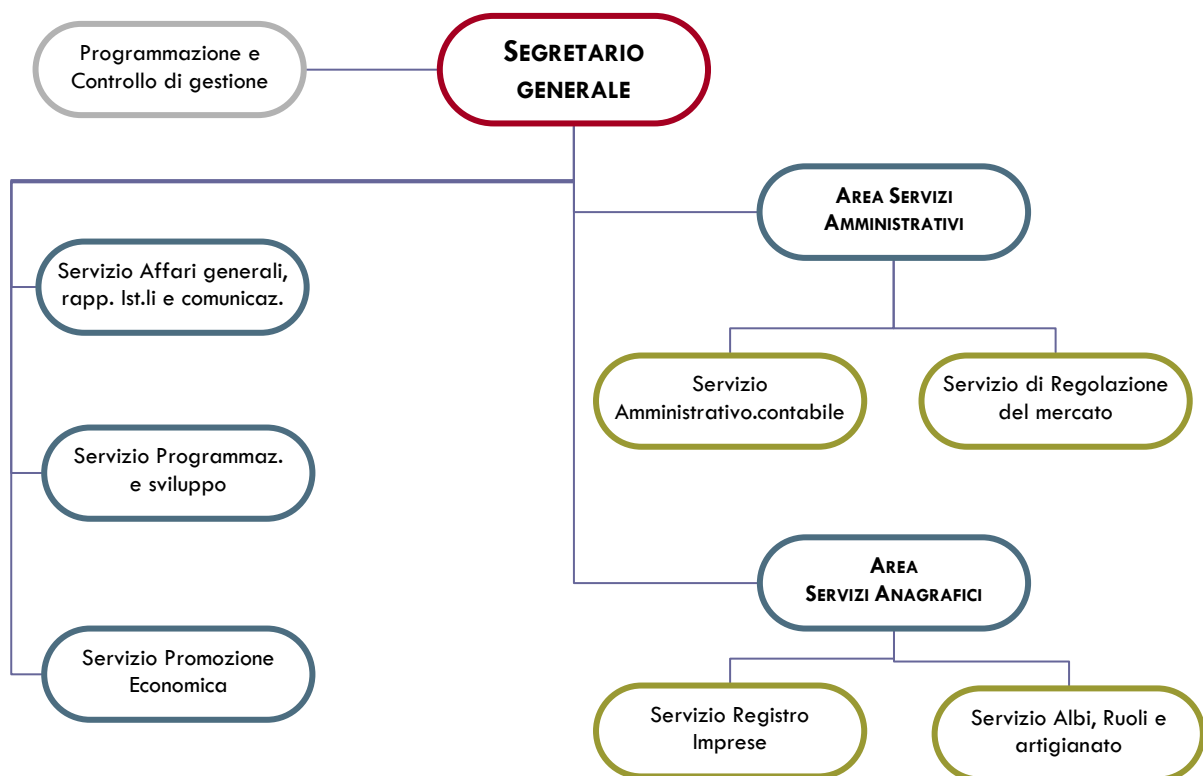 Programmazione e
Controllo di gestione
SEGRETARIO
GENERALE
AREA SERVIZI
AMMINISTRATIVI
Servizio Affari generali,
rapp. Ist.li e comunicaz.
Servizio
Amministrativo.contabile
Servizio di Regolazione
del mercato
Servizio Programmaz.
e sviluppo
AREA
SERVIZI ANAGRAFICI
Servizio Promozione
Economica
Servizio Registro
Imprese
Servizio Albi, Ruoli e
artigianato